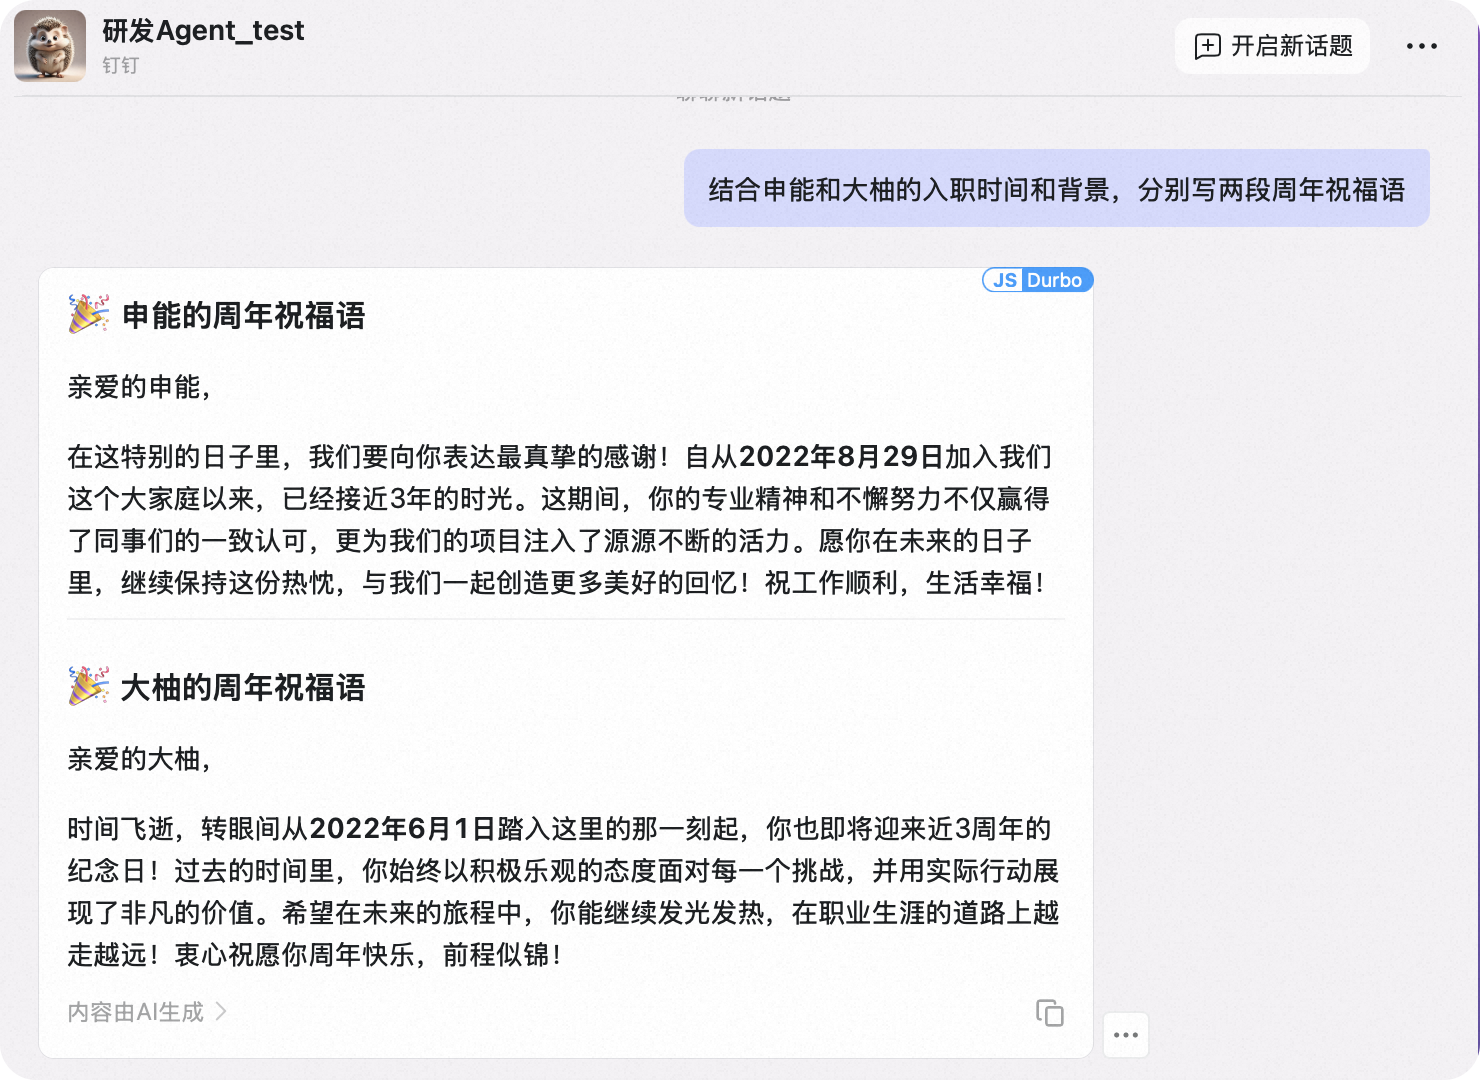 研发Agent_test
钉钉
开启新话题
结合申能和大柚的入职时间和背景，分别写两段周年祝福语
JS Durbo
申能的周年祝福语
亲爱的申能，
在这特别的日子里，我们要向你表达最真挚的感谢！自从2022年8月29日加入我们
这个大家庭以来，已经接近3年的时光。这期间，你的专业精神和不懈努力不仅赢得
了同事们的一致认可，更为我们的项目注入了源源不断的活力。愿你在未来的日子
里，继续保持这份热忱，与我们一起创造更多美好的回忆！祝工作顺利，生活幸福！
大柚的周年祝福语
亲爱的大柚，
时间飞逝，转眼间从2022年6月1日踏入这里的那一刻起，你也即将迎来近3周年的
纪念日！过去的时间里，你始终以积极乐观的态度面对每一个挑战，并用实际行动展
现了非凡的价值。希望在未来的旅程中，你能继续发光发热，在职业生涯的道路上越
走越远！衷心祝愿你周年快乐，前程似锦！
内容由AI生成